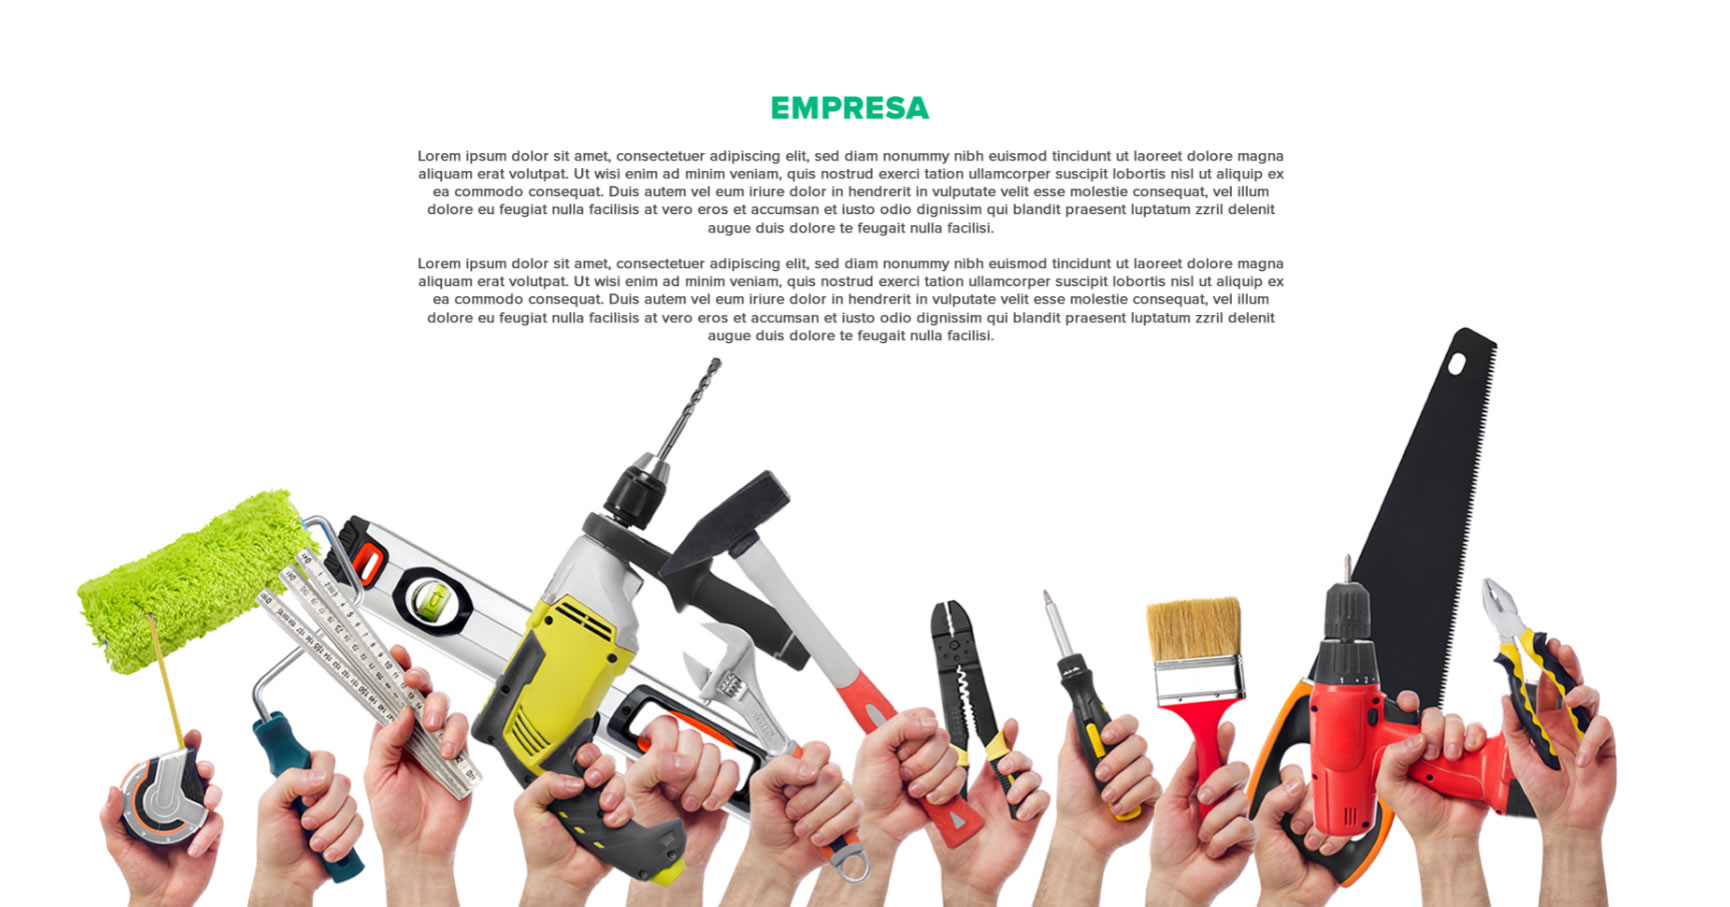 EMPRESA
Lorem ipsum dolor sit amet, consectetuer adipiscing elit, sed diam nonummy nibh euismod tincidunt ut laoreet dolore magna
aliquam erat volutpat. Ut wisi enim ad minim veniam, quis nostrud exerci tation ullamcorper suscipit lobortis nisl ut aliquip ex
ea commodo consequat. Duis autem vel eum iriure dolor in hendrerit in vulputate velit esse molestie consequat, vel illum
dolore eu feugiat nulla facilisis at vero eros et accumsan et iusto odio dignissim qui blandit praesent luptatum zzril delenit
augue duis dolore te feugait nulla facilisi.
Lorem ipsum dolor sit amet, consectetuer adipiscing elit, sed diam nonummy nibh euismod tincidunt ut laoreet dolore magna
aliquam erat volutpat. Ut wisi enim ad minim veniam, quis nostrud exerci tation ullamcorper suscipit lobortis nisl ut aliquip ex
ea commodo consequat. Duis autem vel eum iriure dolor in hendrerit in vulputate velit esse molestie consequat, vel illum
dolore eu feugiat nulla facilisis at vero eros et accumsan et iusto odio dignissim qui blandit praesent luptatum zzril delenit
augue duis dolore te feugait nulla facilisi.